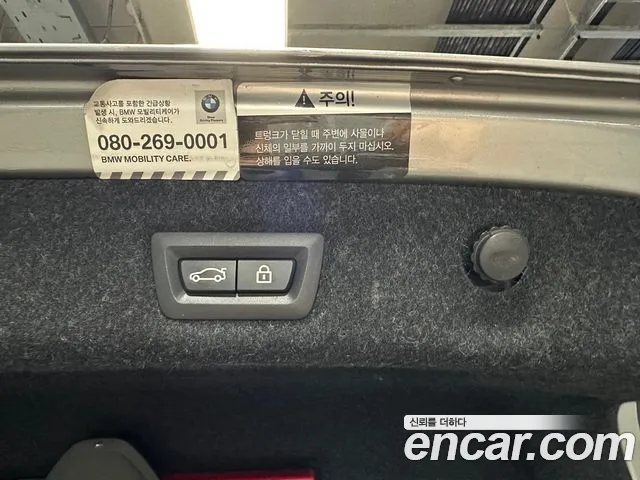 교통사고를 포함한 긴급상황
발생 시, BMW 모빌리티케어가
신속하게 도와드리겠습니다.
080-269-0001
BMW MOBILITY CARE.
주의!
트렁크가 닫힐 때 주변에 사물이나
신체의 일부를 가까이 두지 마십시오.
상해를 입을 수도 있습니다.
신뢰를 더하다
encar.com